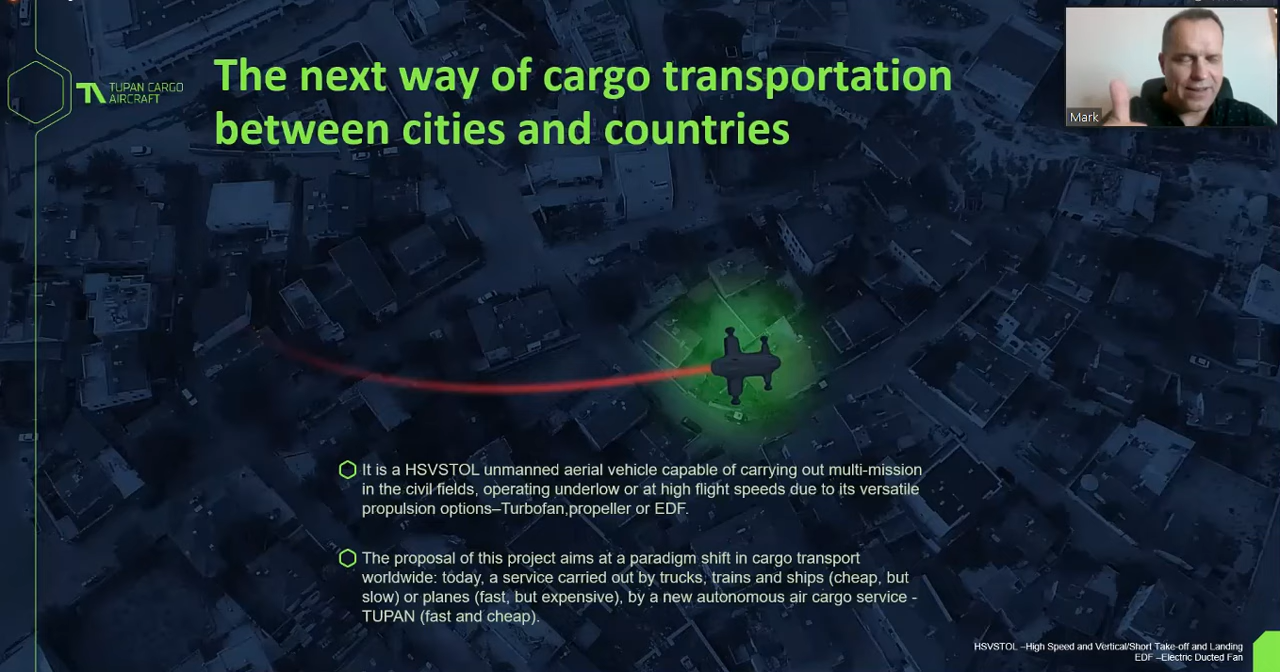 TUPAN CARGO
AIRCRAFT
The next way of cargo transportation
between cities and countries
Mark
It is a HSVSTOL unmanned aerial vehicle capable of carrying out multi-mission
in the civil fields, operating underlow or at high flight speeds due to its versatile
propulsion options–Turbofan,propeller or EDF.
The proposal of this project aims at a paradigm shift in cargo transport
worldwide: today, a service carried out by trucks, trains and ships (cheap, but
slow) or planes (fast, but expensive), by a new autonomous air cargo service -
TUPAN (fast and cheap).
HSVSTOL –High Speed and Vertical/Short Take-off and Landing
EDF –Electric Ducted Fan